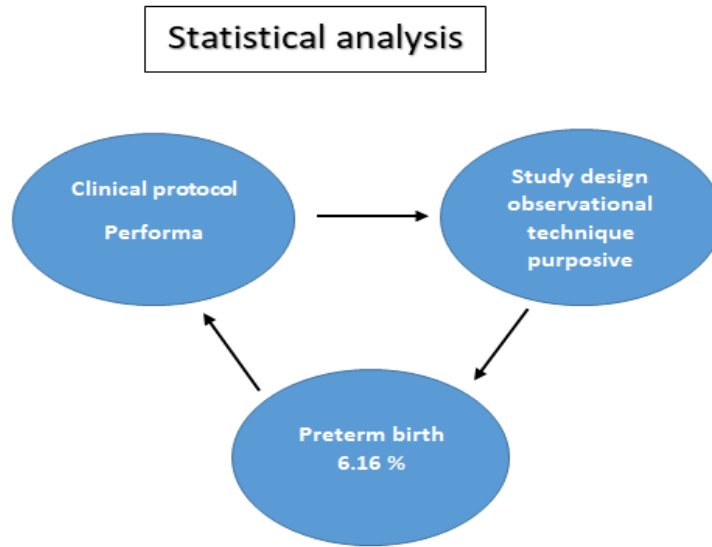 Statistical analysis
Clinical protocol
Performa
Study design
observational
technique
purposive
Preterm birth
6.16 %